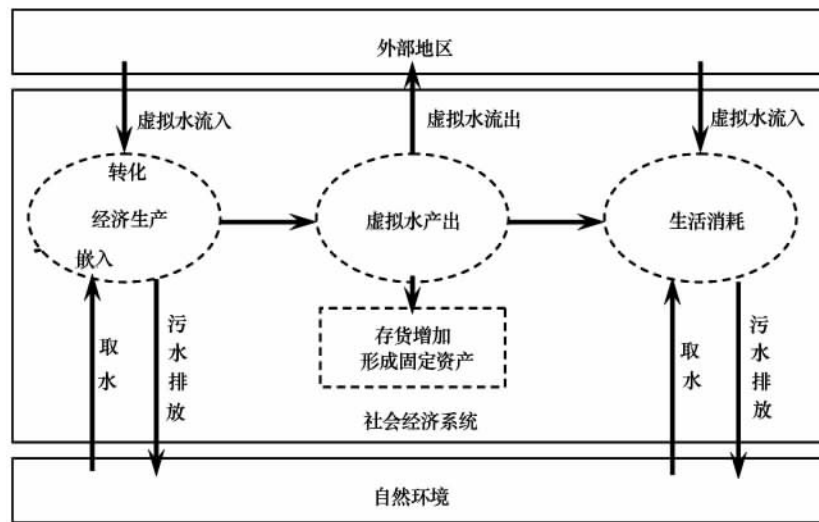 外部地区
虚拟水流入
虚拟水流出
虚拟水流入
转化
经济生产
嵌入
虚拟水产出
生活消耗
存货增加
形成固定资产
取水
污水排放
取水
污水排放
社会经济系统
自然环境